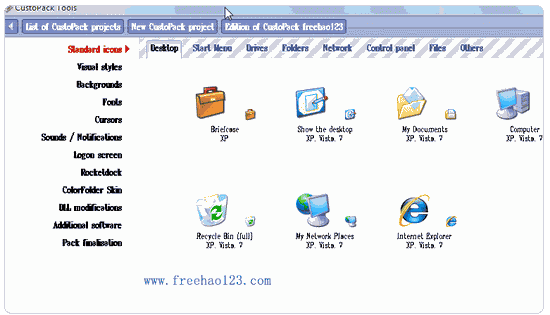 CustoPack Tools
List of CustoPack projects New CustoPack project Edition of CustoPack freehao123
Standard icons Desktop Start Menu Drives Folders Network Control panel Files Others
Visual styles
Backgrounds
Fonts
Cursors
Sounds / Notifications
Logon screen
Rocketdock
ColorFolder Skin
DLL modifications
Additional software
Pack finalisation
Briefcase
XP
Show the desktop
XP, Vista, 7
My Documents
XP, Vista, 7
Computer
XP, Vista, 7
Recycle Bin (full)
XP, Vista, 7
My Network Places
XP, Vista, 7
Internet Explorer
XP, Vista, 7
www.freehao123.com